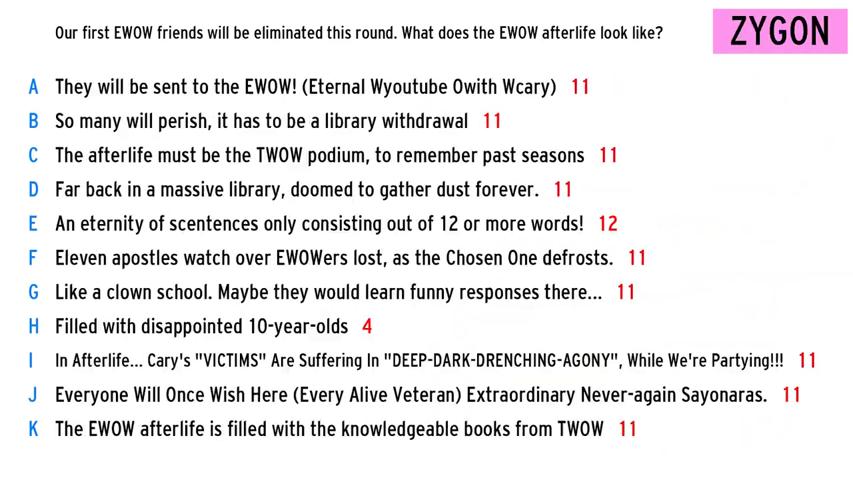 Our first EWOW friends will be eliminated this round. What does the EWOW afterlife look like?
ZYGON
A They will be sent to the EWOW! (Eternal Wyoutube Owith Wcary) 11
B So many will perish, it has to be a library withdrawal 11
C The afterlife must be the TWOW podium, to remember past seasons 11
D Far back in a massive library, doomed to gather dust forever. 11
E An eternity of scentences only consisting out of 12 or more words! 12
F Eleven apostles watch over EWOWers lost, as the Chosen One defrosts. 11
G Like a clown school. Maybe they would learn funny responses there... 11
H Filled with disappointed 10-year-olds 4
I In Afterlife... Cary's "VICTIMS" Are Suffering In "DEEP-DARK-DRENCHING-AGONY", While We're Partying!!! 11
J Everyone Will Once Wish Here (Every Alive Veteran) Extraordinary Never-again Sayonaras. 11
K The EWOW afterlife is filled with the knowledgeable books from TWOW 11